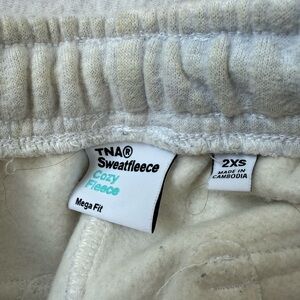 TNA®
Sweatfleece
Cozy
Fleece
Mega Fit
2XS
MADE IN
CAMBODIA